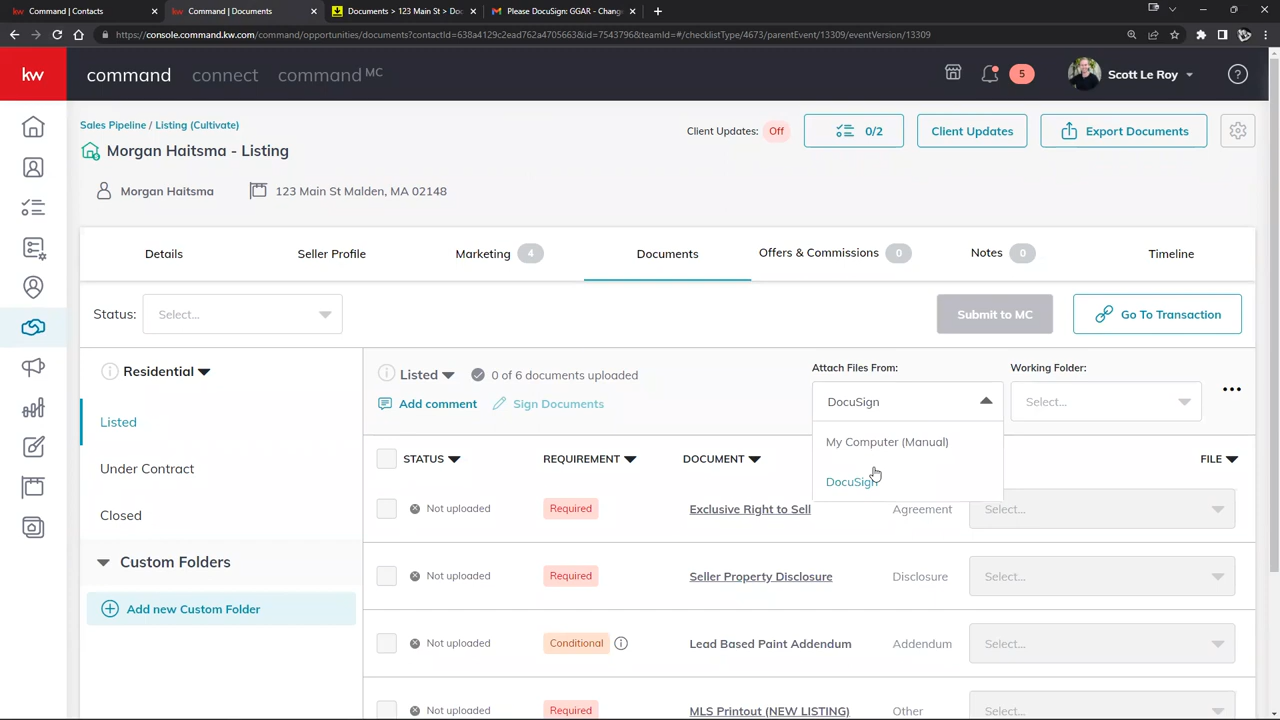 Command | Contacts
Command | Documents
Documents > 123 Main St > Doc
Please DocuSign: GGAR - Chang
https://console.command.kw.com/command/opportunities/documents?contactId=638a4129c2ead762a4705663&id=7543796&teamId=#/checklistType/4673/parentEvent/13309/eventVersion/13309
kw
command
connect
command MC
5
Scott Le Roy
Sales Pipeline / Listing (Cultivate)
Client Updates: Off
0/2
Client Updates
Export Documents
Morgan Haitsma - Listing
Morgan Haitsma
123 Main St Malden, MA 02148
Details
Seller Profile
Marketing 4
Documents
Offers & Commissions 0
Notes 0
Timeline
Status:
Select...
Submit to MC
Go To Transaction
Residential
Listed
Under Contract
Closed
Custom Folders
Add new Custom Folder
Listed
0 of 6 documents uploaded
Add comment
Sign Documents
Attach Files From:
DocuSign
My Computer (Manual)
DocuSign
Working Folder:
Select...
STATUS
REQUIREMENT
DOCUMENT
FILE
Not uploaded
Required
Exclusive Right to Sell
Agreement
Select...
Not uploaded
Required
Seller Property Disclosure
Disclosure
Select...
Not uploaded
Conditional
Lead Based Paint Addendum
Addendum
Select...
Not uploaded
Required
MLS Printout (NEW LISTING)
Other
Select...